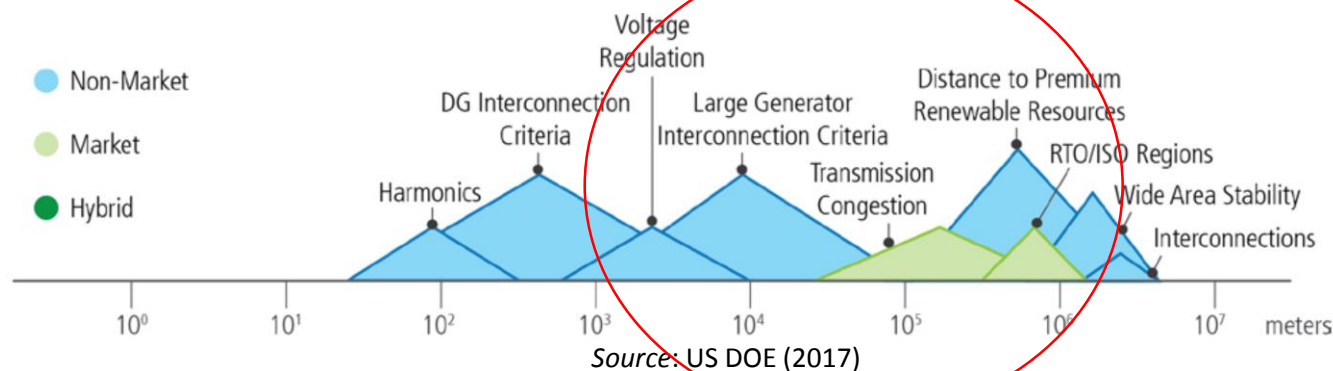 Non-Market
Market
Hybrid
Harmonics
DG Interconnection
Criteria
Voltage
Regulation
Large Generator
Interconnection Criteria
Transmission
Congestion
Distance to Premium
Renewable Resources
RTO/ISO Regions
Wide Area Stability
Interconnections
10⁰ 10¹ 10² 10³ 10⁴ 10⁵ 10⁶ 10⁷ meters
Source: US DOE (2017)